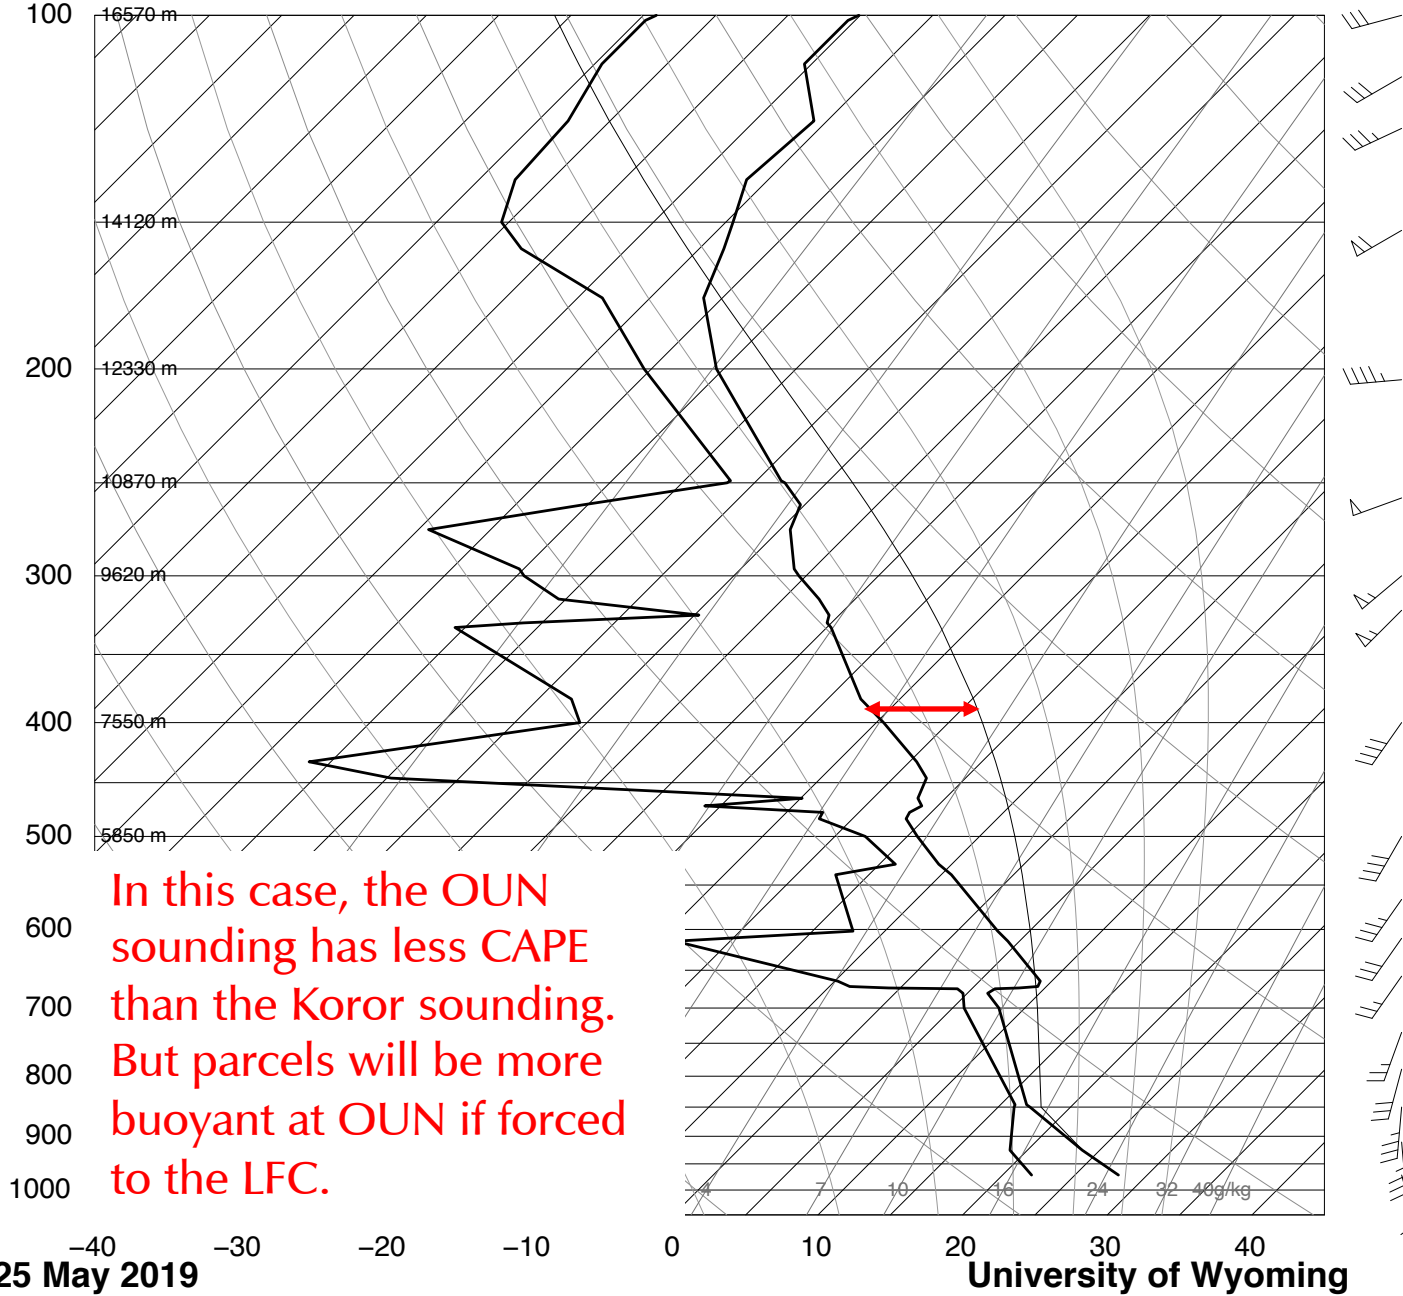 100
16570 m
14120 m
200
12330 m
10870 m
300
9620 m
400
7550 m
500
5850 m
600
700
800
900
1000
In this case, the OUN
sounding has less CAPE
than the Koror sounding.
But parcels will be more
buoyant at OUN if forced
to the LFC.
4 7 10 16 24 32 40g/kg
−40 −30 −20 −10 0 10 20 30 40
25 May 2019
University of Wyoming